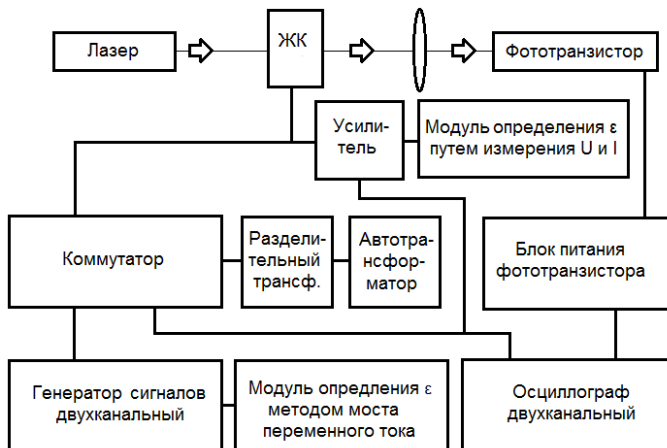 Лазер
ЖК
Фототранзистор
Усили-
тель
Модуль определения ε
путем измерения U и I
Коммутатор
Раздели-
тельный
трансф.
Автотра-
нсфор-
матор
Блок питания
фототранзистора
Генератор сигналов
двухканальный
Модуль опредления ε
методом моста
переменного тока
Осциллограф
двухканальный